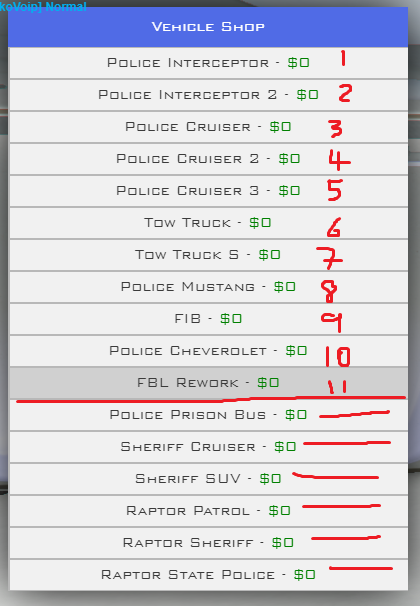 koVoip] Normal
Vehicle Shop
Police Interceptor - $0 1
Police Interceptor 2 - $0 2
Police Cruiser - $0 3
Police Cruiser 2 - $0 4
Police Cruiser 3 - $0 5
Tow Truck - $0 6
Tow Truck S - $0 7
Police Mustang - $0 8
FIB - $0 9
Police Cheverolet - $0 10
FBL Rework - $0 11
Police Prison Bus - $0
Sheriff Cruiser - $0
Sheriff SUV - $0
Raptor Patrol - $0
Raptor Sheriff - $0
Raptor State Police - $0